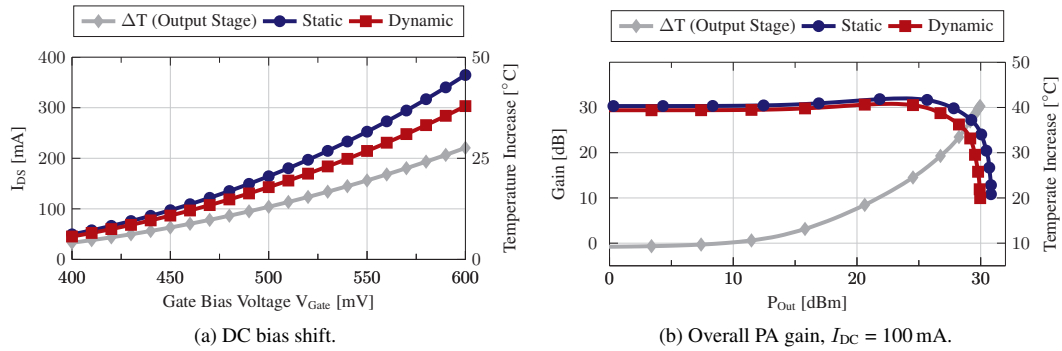 ΔT (Output Stage) Static Dynamic
400
300
200
100
0
I_DS [mA]
50
25
0
Temperature Increase [°C]
400 450 500 550 600
Gate Bias Voltage V_Gate [mV]
(a) DC bias shift.
ΔT (Output Stage) Static Dynamic
30
20
10
0
Gain [dB]
50
40
30
20
10
Temperate Increase [°C]
0 10 20 30
P_Out [dBm]
(b) Overall PA gain, I_DC = 100 mA.